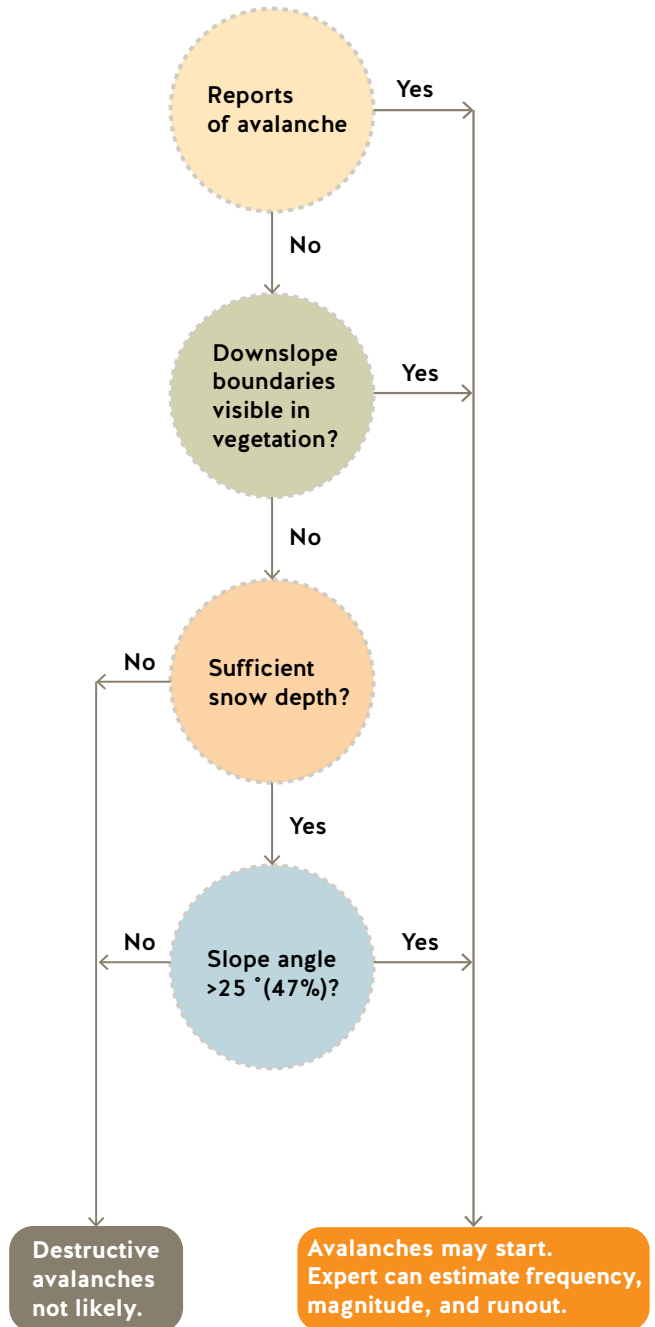 Reports
of avalanche
Yes
No
Downslope
boundaries
visible in
vegetation?
Yes
No
Sufficient
snow depth?
No
Yes
Slope angle
>25 ˚(47%)?
No
Yes
Destructive
avalanches
not likely.
Avalanches may start.
Expert can estimate frequency,
magnitude, and runout.